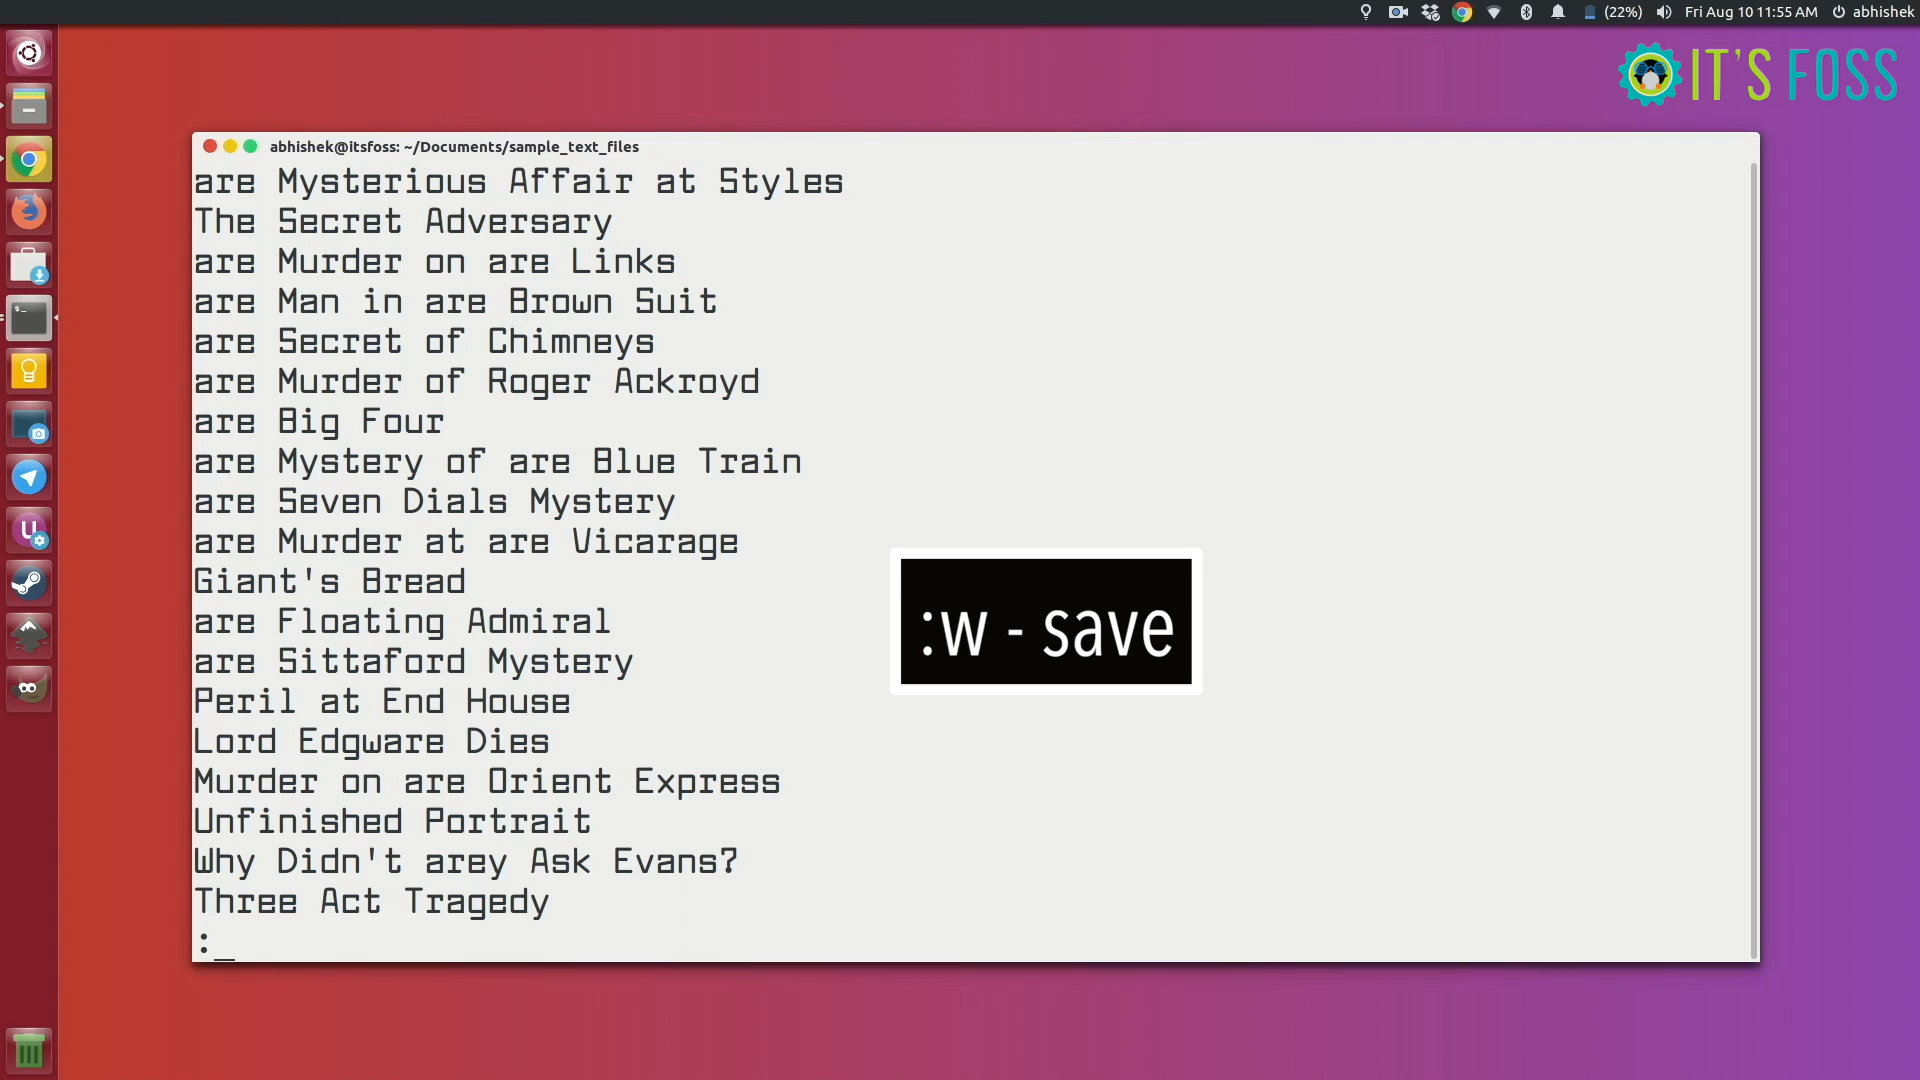 (22%)
Fri Aug 10 11:55 AM
abhishek
IT'S FOSS
abhishek@itsfoss: ~/Documents/sample_text_files
are Mysterious Affair at Styles
The Secret Adversary
are Murder on are Links
are Man in are Brown Suit
are Secret of Chimneys
are Murder of Roger Ackroyd
are Big Four
are Mystery of are Blue Train
are Seven Dials Mystery
are Murder at are Vicarage
Giant's Bread
are Floating Admiral
are Sittaford Mystery
Peril at End House
Lord Edgware Dies
Murder on are Orient Express
Unfinished Portrait
Why Didn't arey Ask Evans?
Three Act Tragedy
:_
:w - save